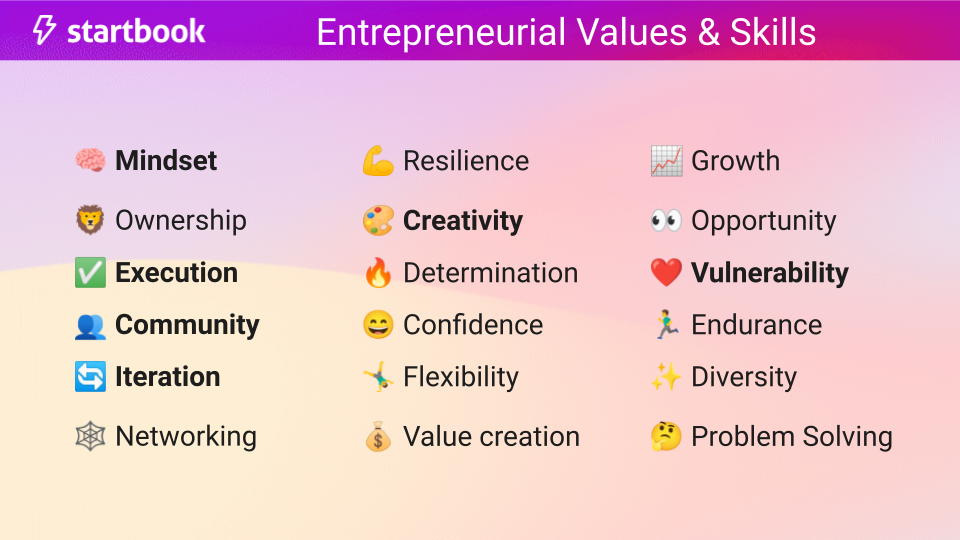 startbook
Entrepreneurial Values & Skills
Mindset
Ownership
Execution
Community
Iteration
Networking
Resilience
Creativity
Determination
Confidence
Flexibility
Value creation
Growth
Opportunity
Vulnerability
Endurance
Diversity
Problem Solving